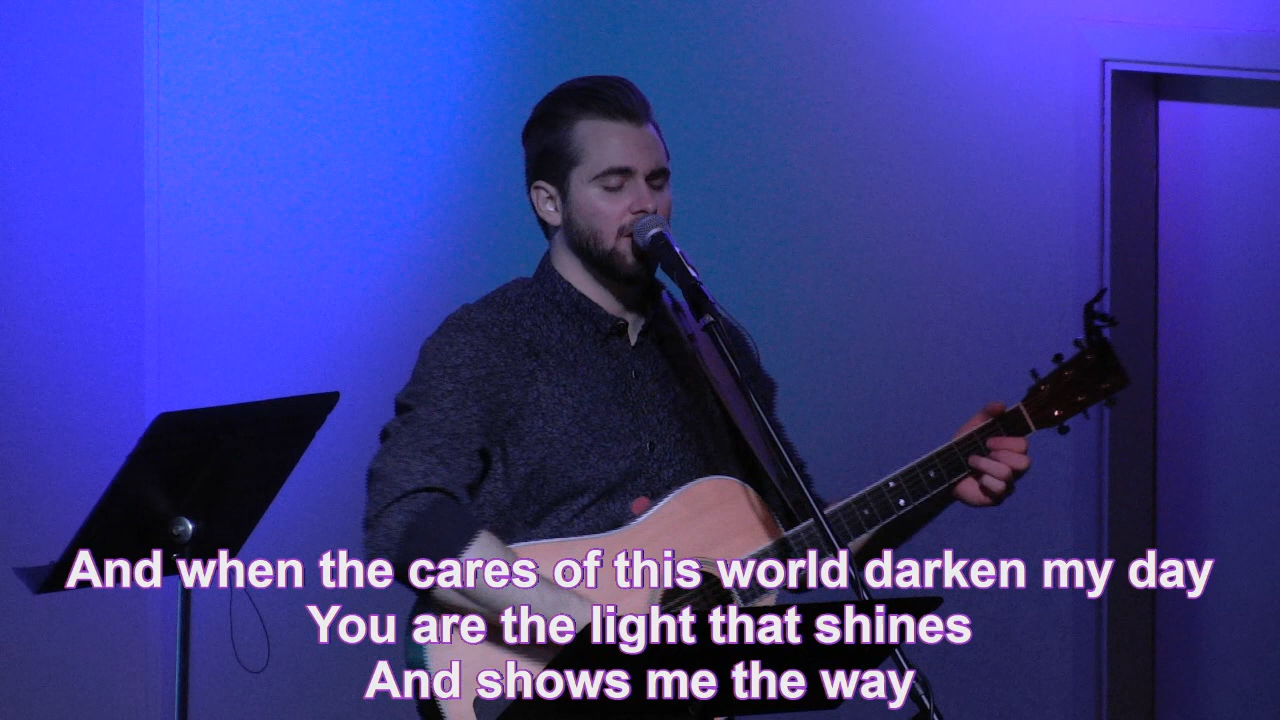 And when the cares of this world darken my day
You are the light that shines
And shows me the way